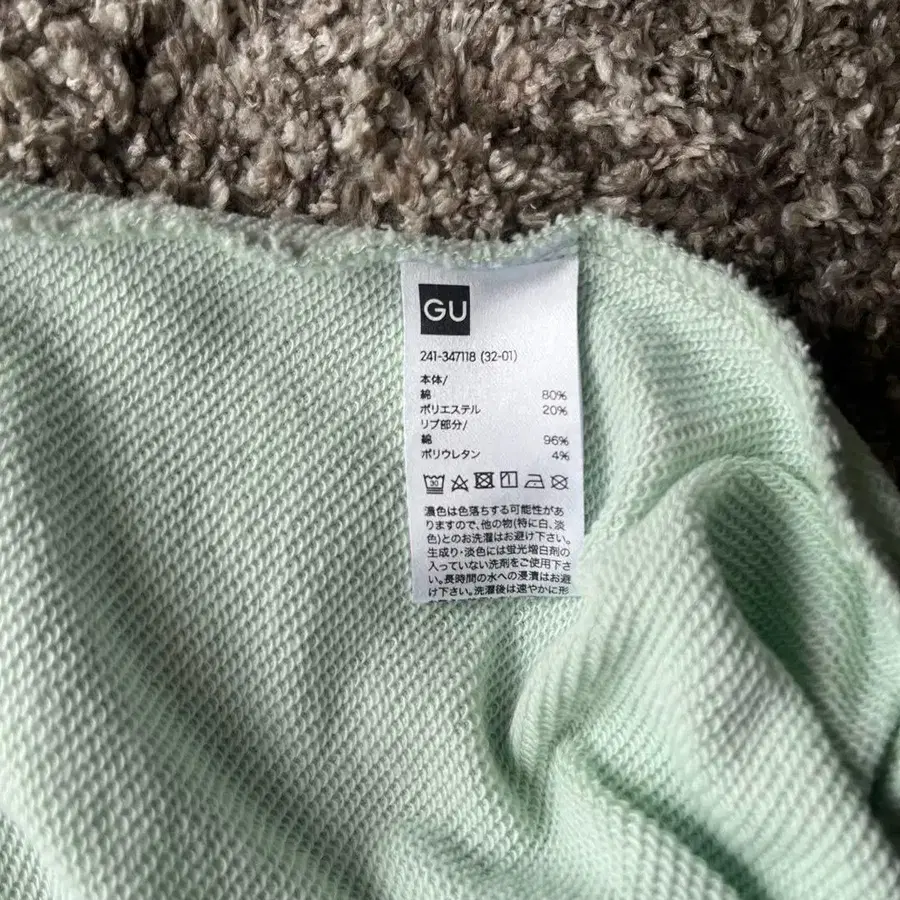 GU
241-347118 (32-01)
本体/
綿 80%
ポリエステル 20%
リブ部分/
綿 96%
ポリウレタン 4%
30
濃色は色落ちする可能性があ
りますので、他の物(特に白、淡
色)とのお洗濯はお避け下さい。
生成り・淡色には蛍光増白剤の
入っていない洗剤をご使用下さ
い。長時間の水への浸漬はお避
け下さい。洗濯後は速やかに形